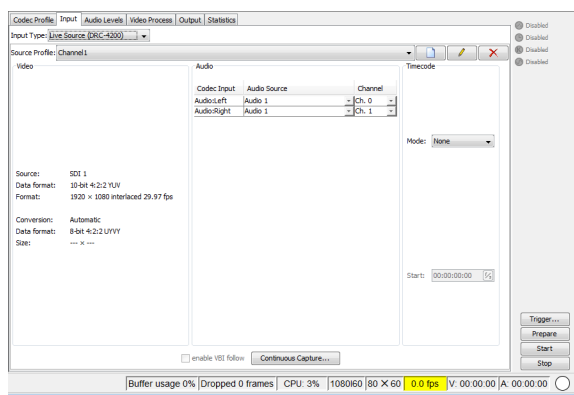 Codec Profile Input Audio Levels Video Process Output Statistics
Disabled
Disabled
Disabled
Disabled
Input Type: Live Source (DRC-4200)
Source Profile: Channel1
Video
Audio
Timecode
Codec Input Audio Source Channel
Audio:Left Audio 1 Ch. 0
Audio:Right Audio 1 Ch. 1
Mode: None
Source: SDI 1
Data format: 10-bit 4:2:2 YUV
Format: 1920 × 1080 interlaced 29.97 fps
Conversion: Automatic
Data format: 8-bit 4:2:2 UYVY
Size: --- × ---
Start: 00:00:00:00
Trigger...
Prepare
Start
Stop
enable VBI follow Continuous Capture...
Buffer usage 0% Dropped 0 frames CPU: 3% 1080I60 80 × 60 0.0 fps V: 00:00:00 A: 00:00:00